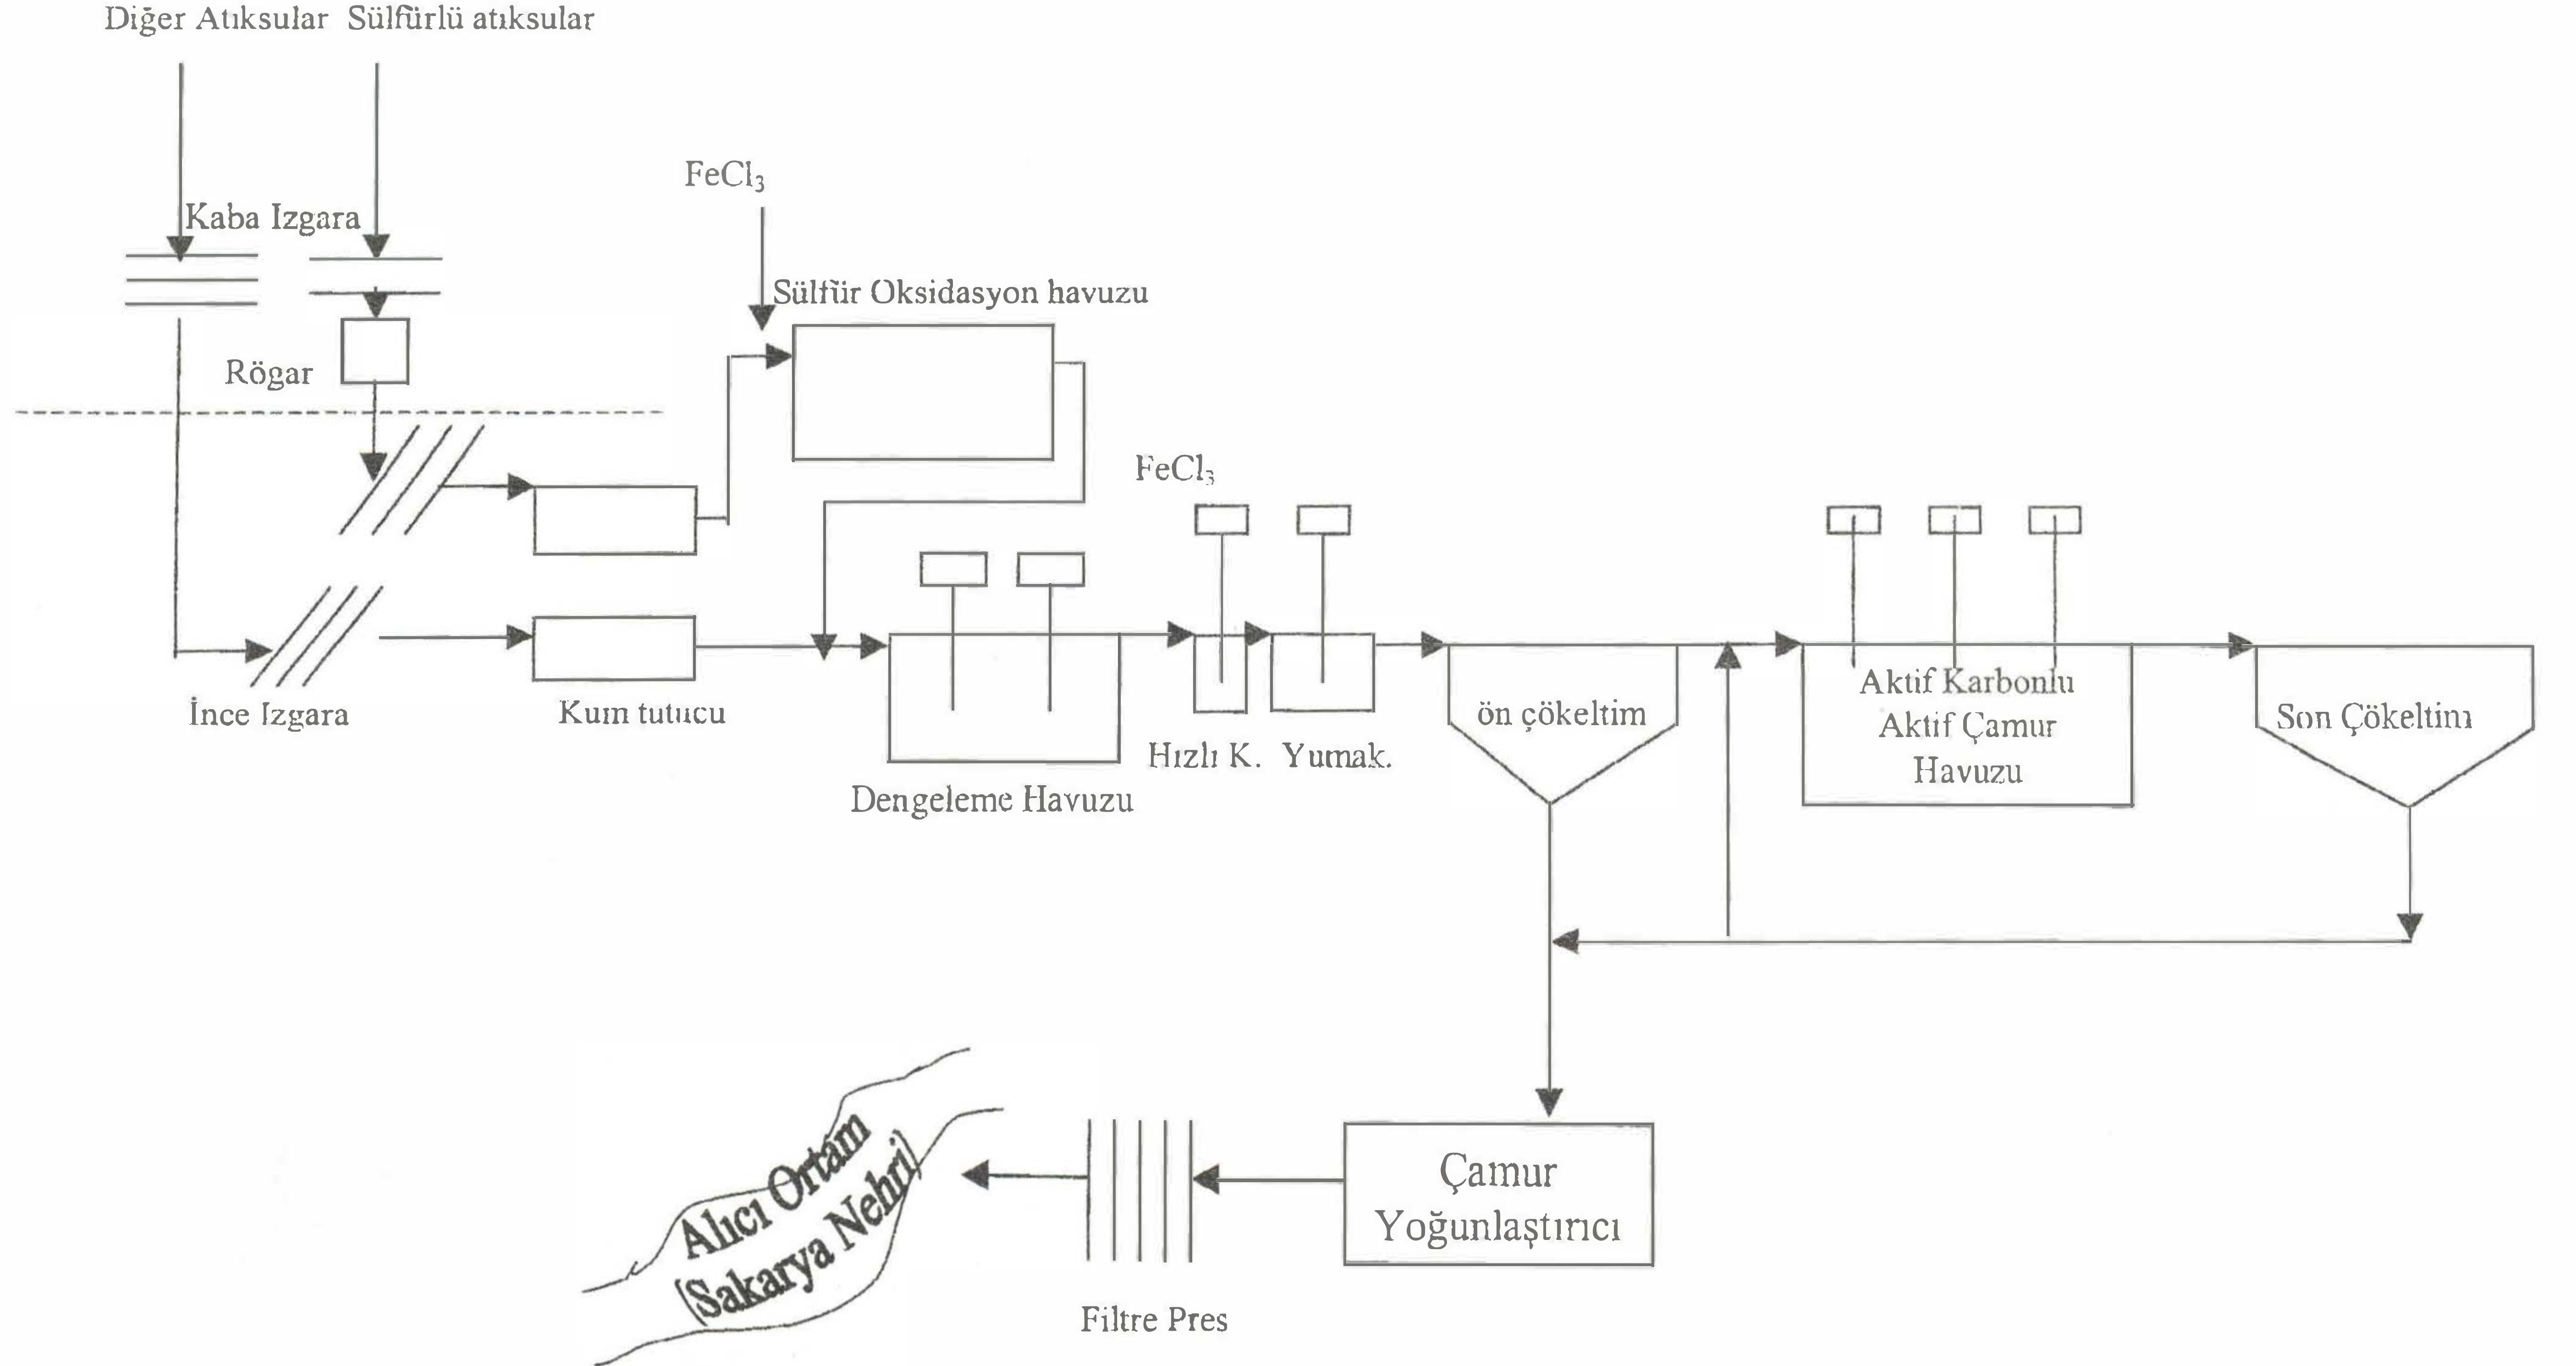 Diğer Atıksular Sülfürlü atıksular
FeCl₃
Kaba Izgara
Sülfür Oksidasyon havuzu
Rögar
FeCl₃
Aktif Karbonlu
Aktif Çamur
Havuzu
ön çökeltim
Son Çökeltim
İnce Izgara
Kum tutucu
Hızlı K. Yumak.
Dengeleme Havuzu
Çamur
Yoğunlaştırıcı
Alıcı Ortam
(Sakarya Nehri)
Filtre Pres